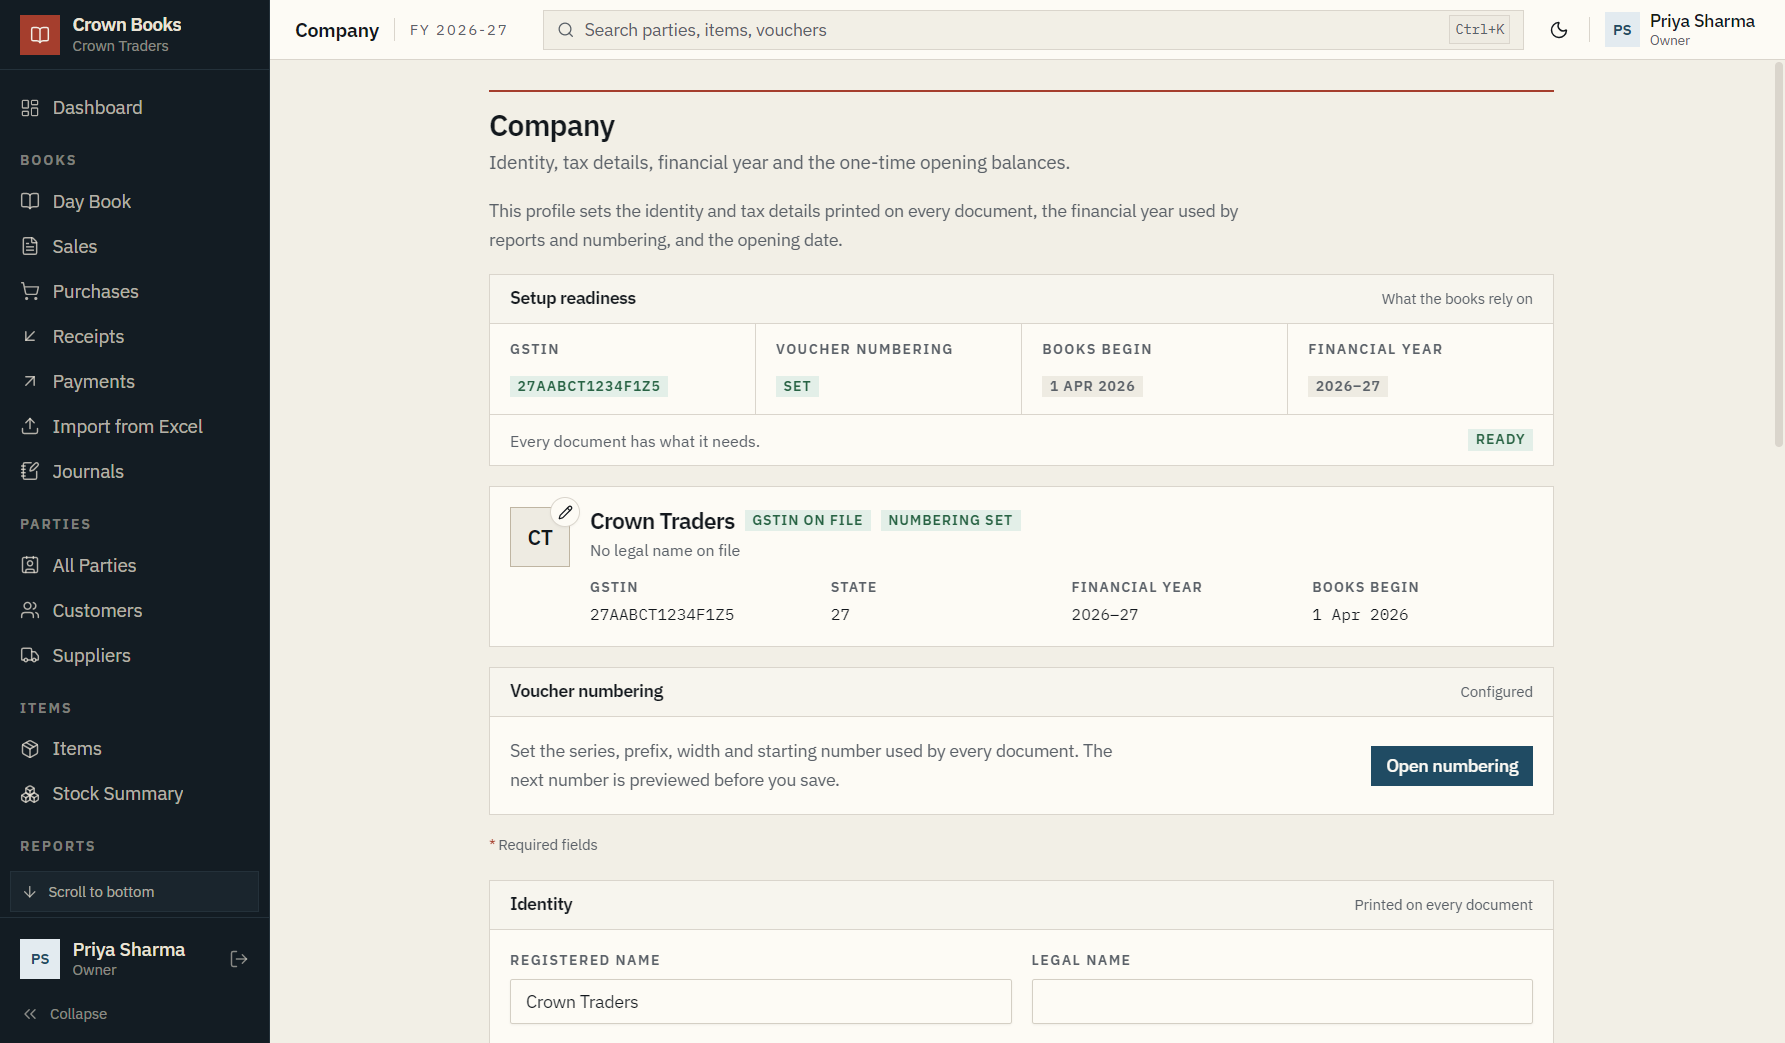 Crown Books
Crown Traders
Dashboard
BOOKS
Day Book
Sales
Purchases
Receipts
Payments
Import from Excel
Journals
PARTIES
All Parties
Customers
Suppliers
ITEMS
Items
Stock Summary
REPORTS
Scroll to bottom
PS
Priya Sharma
Owner
Collapse
Company
FY 2026-27
Search parties, items, vouchers
Ctrl+K
PS
Priya Sharma
Owner
Company
Identity, tax details, financial year and the one-time opening balances.
This profile sets the identity and tax details printed on every document, the financial year used by
reports and numbering, and the opening date.
Setup readiness
What the books rely on
GSTIN
27AABCT1234F1Z5
VOUCHER NUMBERING
SET
BOOKS BEGIN
1 APR 2026
FINANCIAL YEAR
2026–27
Every document has what it needs.
READY
CT
Crown Traders
GSTIN ON FILE
NUMBERING SET
No legal name on file
GSTIN
27AABCT1234F1Z5
STATE
27
FINANCIAL YEAR
2026–27
BOOKS BEGIN
1 Apr 2026
Voucher numbering
Configured
Set the series, prefix, width and starting number used by every document. The
next number is previewed before you save.
Open numbering
* Required fields
Identity
Printed on every document
REGISTERED NAME
Crown Traders
LEGAL NAME